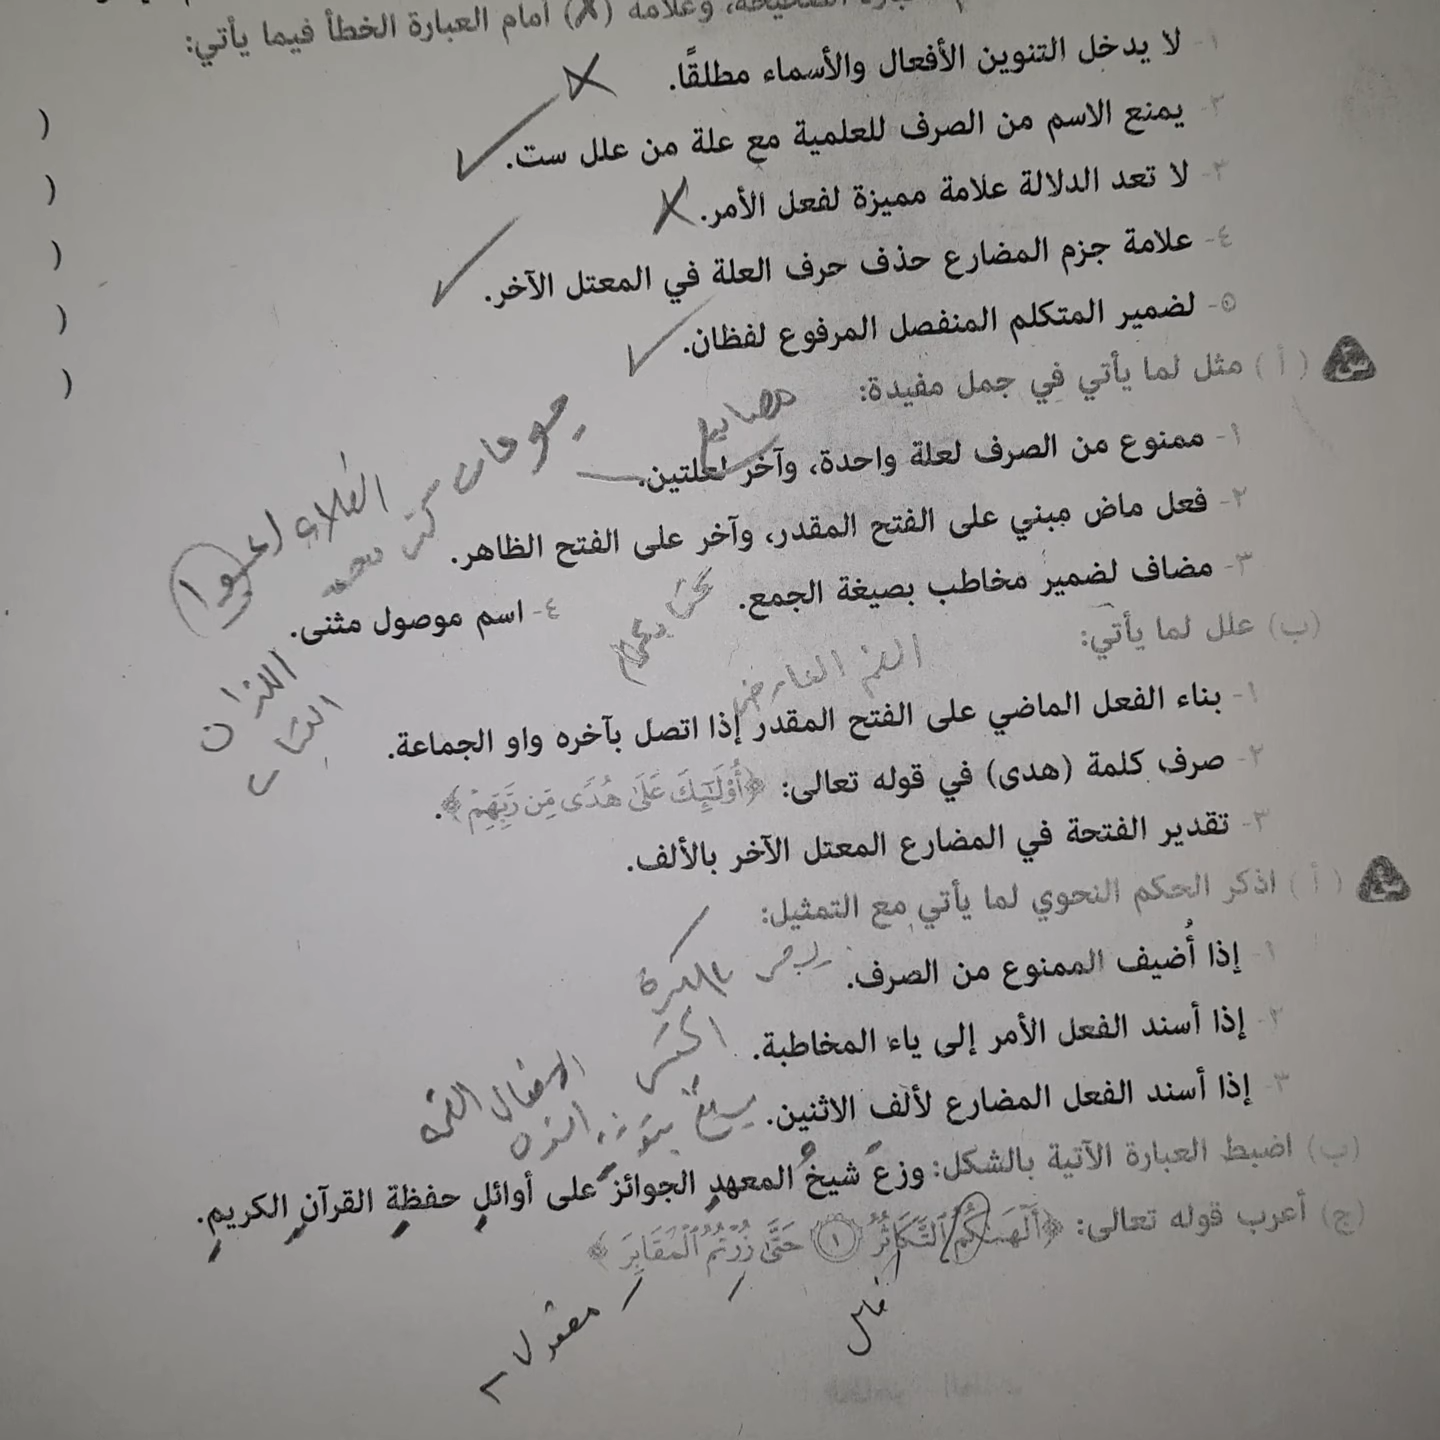 العبارة الصحيحة، وعلامة (X) أمام العبارة الخطأ فيما يأتي:
١- لا يدخل التنوين الأفعال والأسماء مطلقًا. X
٢- يمنع الاسم من الصرف للعلمية مع علة من علل ست. ✓
٣- لا تعد الدلالة علامة مميزة لفعل الأمر. X
٤- علامة جزم المضارع حذف حرف العلة في المعتل الآخر. ✓
٥- لضمير المتكلم المنفصل المرفوع لفظان. ✓
(أ) مثل لما يأتي في جمل مفيدة:
١- ممنوع من الصرف لعلة واحدة، وآخر لعلتين.
٢- فعل ماض مبني على الفتح المقدر، وآخر على الفتح الظاهر.
٣- مضاف لضمير مخاطب بصيغة الجمع. ٤- اسم موصول مثنى.
اللذان
(ب) علل لما يأتي:
١- بناء الفعل الماضي على الفتح المقدر إذا اتصل بآخره واو الجماعة.
٢- صرف كلمة (هدى) في قوله تعالى: ﴿أُوْلَٰٓئِكَ عَلَىٰ هُدًى مِّن رَّبِّهِمْ﴾.
٣- تقدير الفتحة في المضارع المعتل الآخر بالألف.
(أ) اذكر الحكم النحوي لما يأتي مع التمثيل:
١- إذا أُضيف الممنوع من الصرف.
٢- إذا أسند الفعل الأمر إلى ياء المخاطبة.
٣- إذا أسند الفعل المضارع لألف الاثنين.
(ب) اضبط العبارة الآتية بالشكل: وزعَ شيخُ المعهدِ الجوائزَ على أوائلِ حفظةِ القرآنِ الكريمِ.
(ج) أعرب قوله تعالى: ﴿أَلْهَىٰكُمُ ٱلتَّكَاثُرُ ١ حَتَّىٰ زُرْتُمُ ٱلْمَقَابِرَ﴾
فاعل